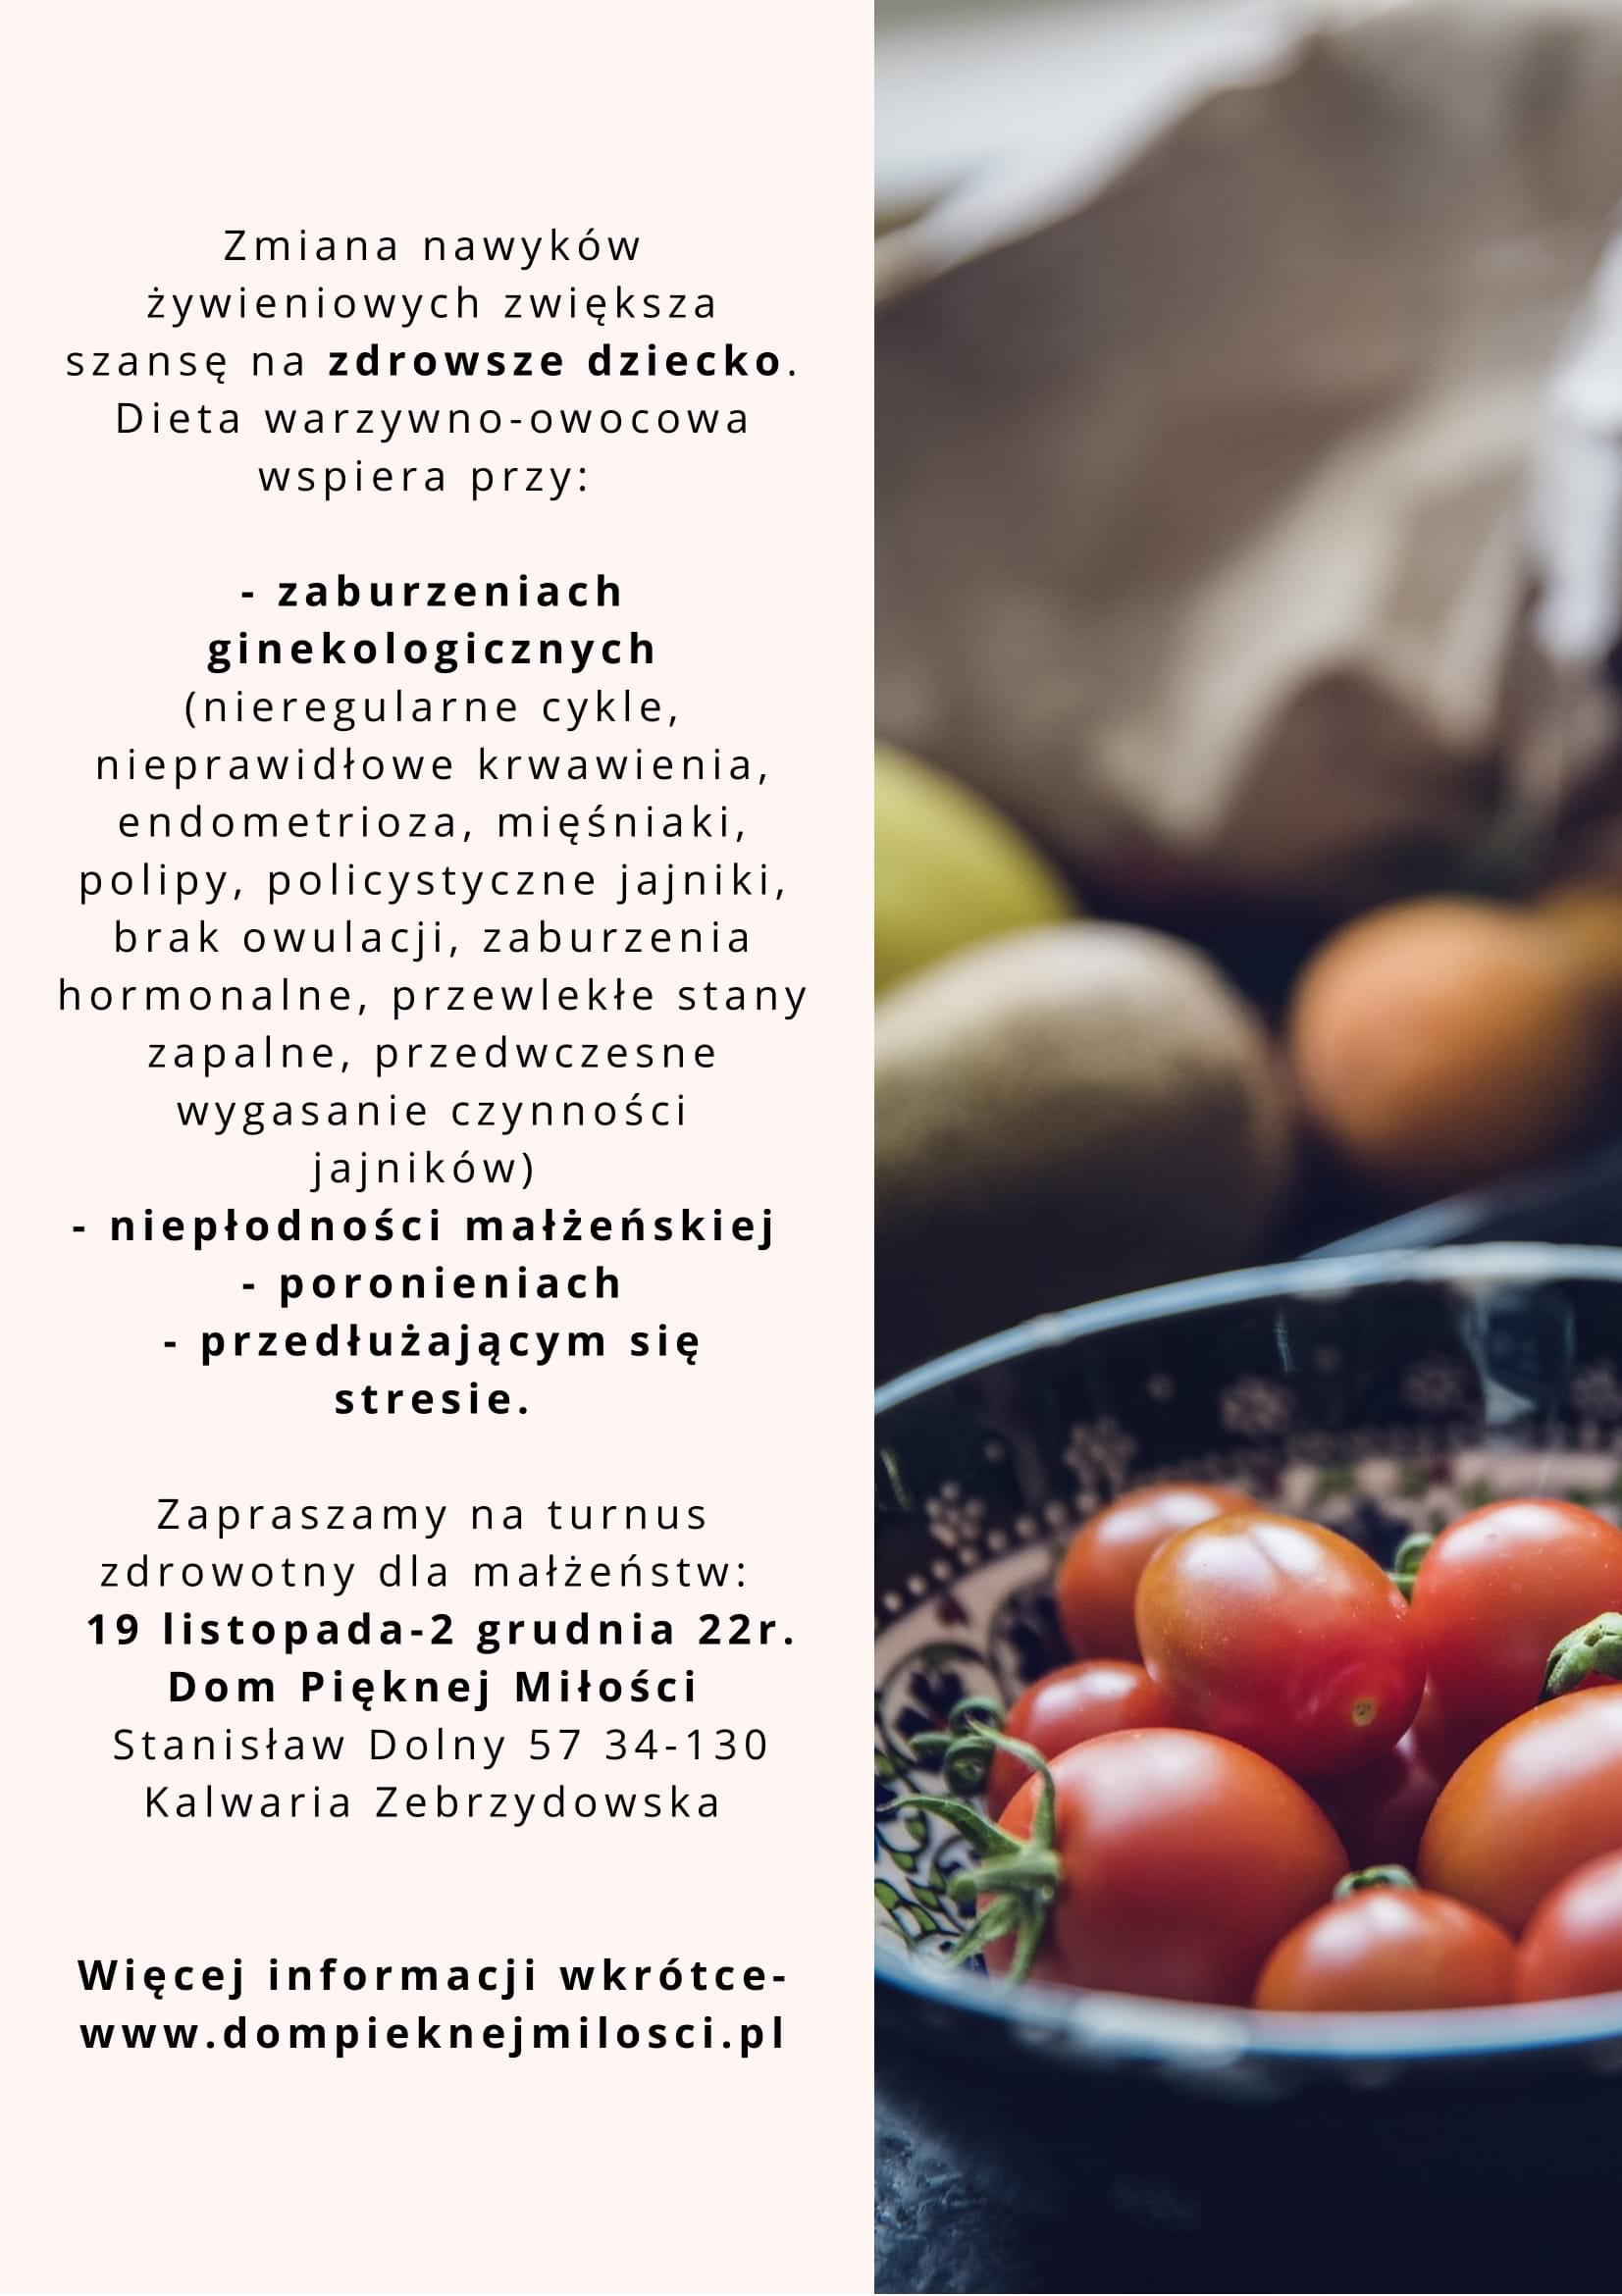 Zmiana nawyków
żywieniowych zwiększa
szansę na zdrowsze dziecko.
Dieta warzywno-owocowa
wspiera przy:
- zaburzeniach
ginekologicznych
(nieregularne cykle,
nieprawidłowe krwawienia,
endometrioza, mięśniaki,
polipy, policystyczne jajniki,
brak owulacji, zaburzenia
hormonalne, przewlekłe stany
zapalne, przedwczesne
wygasanie czynności
jajników)
- niepłodności małżeńskiej
- poronieniach
- przedłużającym się
stresie.
Zapraszamy na turnus
zdrowotny dla małżeństw:
19 listopada-2 grudnia 22r.
Dom Pięknej Miłości
Stanisław Dolny 57 34-130
Kalwaria Zebrzydowska
Więcej informacji wkrótce-
www.dompieknejmilosci.pl